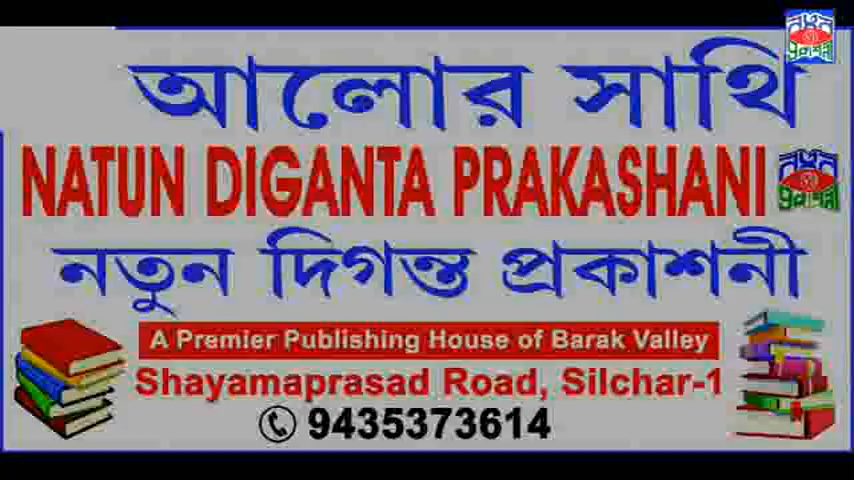 আলোর সাথি
NATUN DIGANTA PRAKASHANI
নতুন দিগন্ত প্রকাশনী
A Premier Publishing House of Barak Valley
Shayamaprasad Road, Silchar-1
9435373614